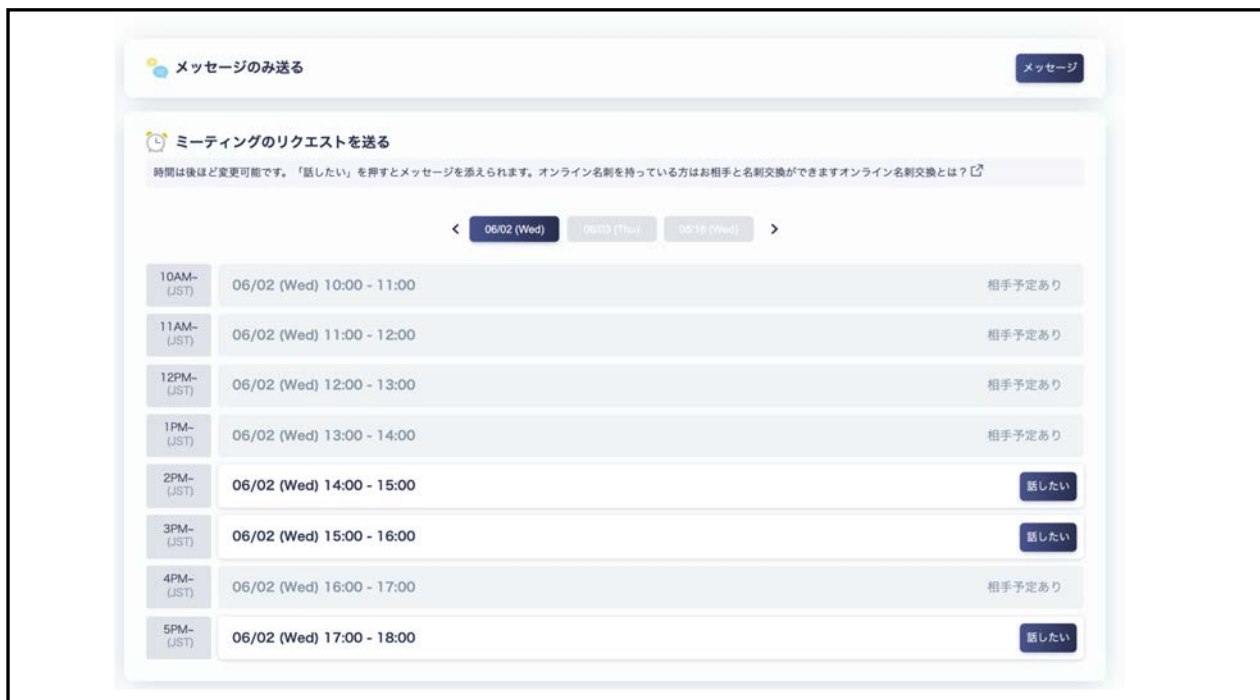 メッセージのみ送る
メッセージ
ミーティングのリクエストを送る
時間は後ほど変更可能です。「話したい」を押すとメッセージを添えられます。オンライン名刺を持っている方はお相手と名刺交換ができますオンライン名刺交換とは？
06/02 (Wed) 06/03 (Thu) 06/16 (Wed)
10AM~ 06/02 (Wed) 10:00 - 11:00 相手予定あり
(JST)
11AM~ 06/02 (Wed) 11:00 - 12:00 相手予定あり
(JST)
12PM~ 06/02 (Wed) 12:00 - 13:00 相手予定あり
(JST)
1PM~ 06/02 (Wed) 13:00 - 14:00 相手予定あり
(JST)
2PM~ 06/02 (Wed) 14:00 - 15:00 話したい
(JST)
3PM~ 06/02 (Wed) 15:00 - 16:00 話したい
(JST)
4PM~ 06/02 (Wed) 16:00 - 17:00 相手予定あり
(JST)
5PM~ 06/02 (Wed) 17:00 - 18:00 話したい
(JST)